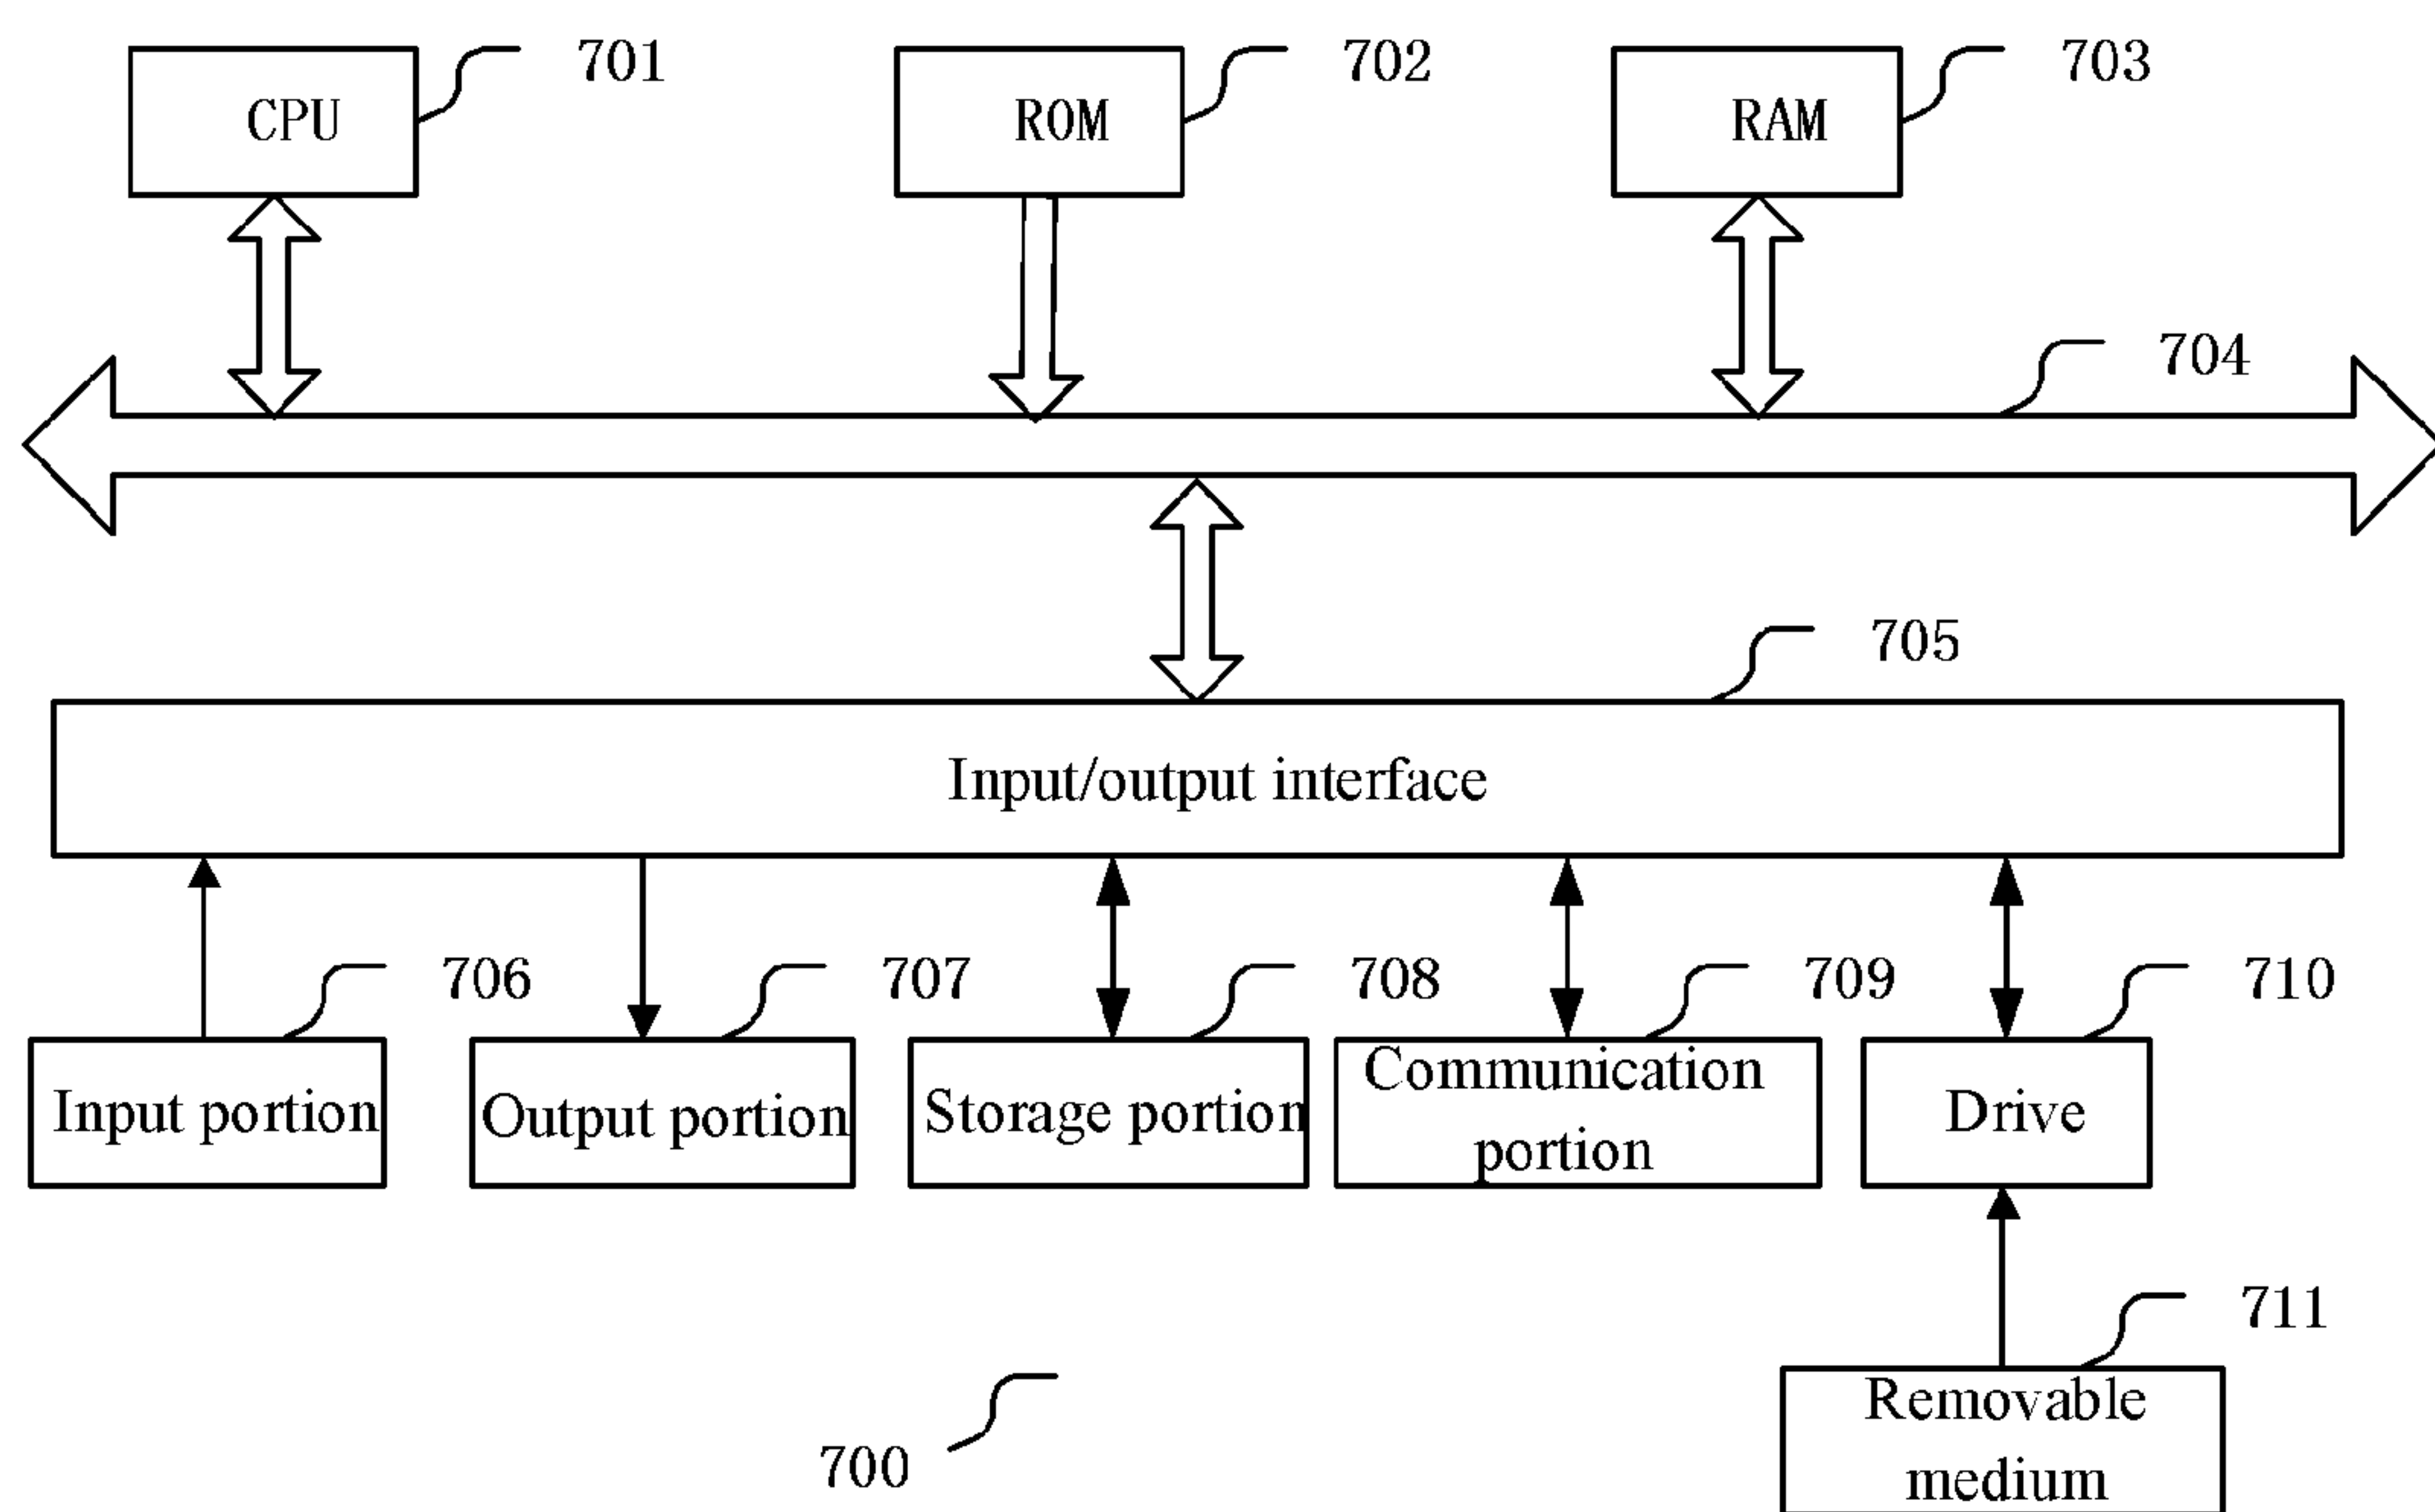 701
702
703
CPU
ROM
RAM
704
705
Input/output interface
706
707
708
709
710
Input portion
Output portion
Storage portion
Communication
portion
Drive
711
Removable
medium
700